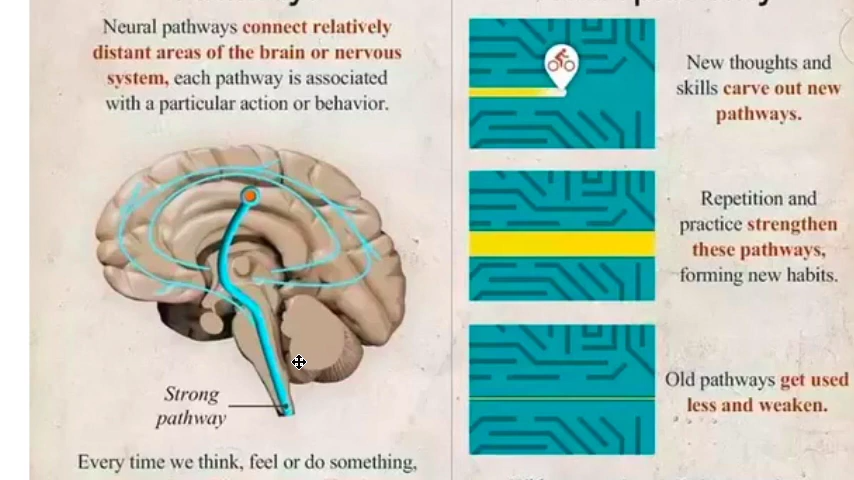 Neural pathways connect relatively
distant areas of the brain or nervous
system, each pathway is associated
with a particular action or behavior.
Strong
pathway
Every time we think, feel or do something,
New thoughts and
skills carve out new
pathways.
Repetition and
practice strengthen
these pathways,
forming new habits.
Old pathways get used
less and weaken.